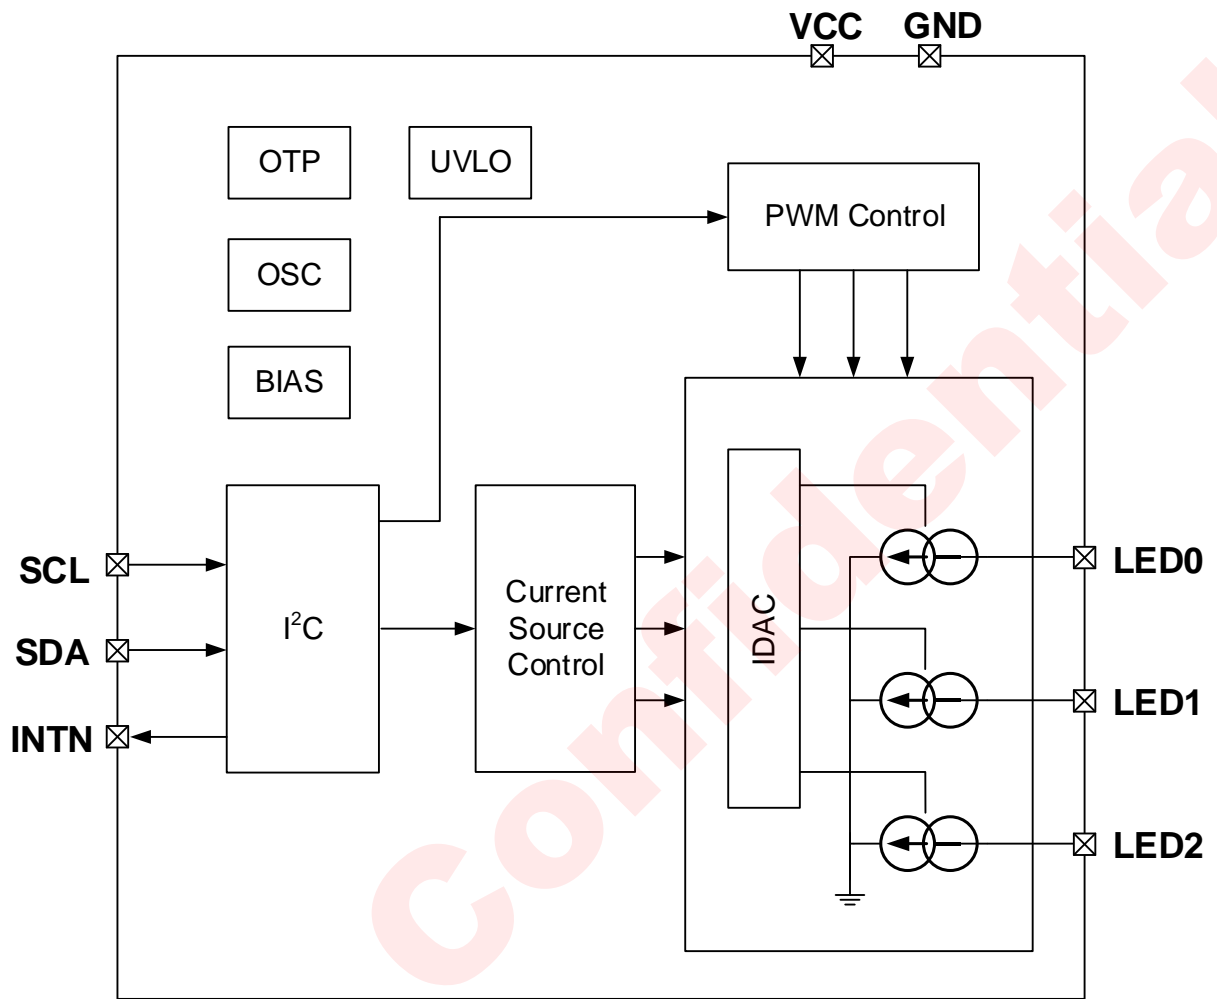 VCC GND
OTP UVLO
PWM Control
OSC
BIAS
SCL
SDA
INTN
I²C
Current
Source
Control
IDAC
LED0
LED1
LED2
Confidential